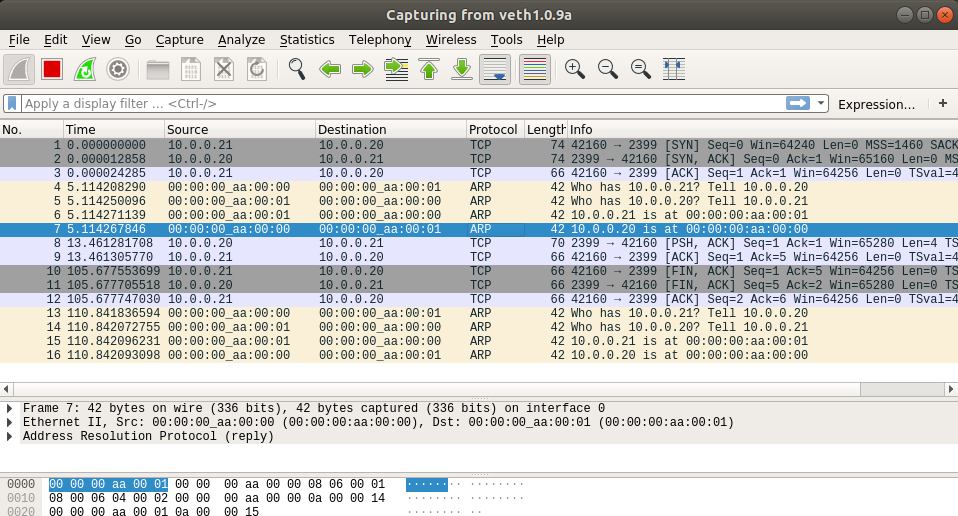 Capturing from veth1.0.9a
File Edit View Go Capture Analyze Statistics Telephony Wireless Tools Help
Apply a display filter … <Ctrl-/> Expression… +
No. Time Source Destination Protocol Length Info
1 0.000000000 10.0.0.21 10.0.0.20 TCP 74 42160 → 2399 [SYN] Seq=0 Win=64240 Len=0 MSS=1460 SACK
2 0.000012858 10.0.0.20 10.0.0.21 TCP 74 2399 → 42160 [SYN, ACK] Seq=0 Ack=1 Win=65160 Len=0 MS
3 0.000024285 10.0.0.21 10.0.0.20 TCP 66 42160 → 2399 [ACK] Seq=1 Ack=1 Win=64256 Len=0 TSval=4
4 5.114208290 00:00:00_aa:00:00 00:00:00_aa:00:01 ARP 42 Who has 10.0.0.21? Tell 10.0.0.20
5 5.114250096 00:00:00_aa:00:01 00:00:00_aa:00:00 ARP 42 Who has 10.0.0.20? Tell 10.0.0.21
6 5.114271139 00:00:00_aa:00:01 00:00:00_aa:00:00 ARP 42 10.0.0.21 is at 00:00:00:aa:00:01
7 5.114267846 00:00:00_aa:00:00 00:00:00_aa:00:01 ARP 42 10.0.0.20 is at 00:00:00:aa:00:00
8 13.461281708 10.0.0.20 10.0.0.21 TCP 70 2399 → 42160 [PSH, ACK] Seq=1 Ack=1 Win=65280 Len=4 T
9 13.461305770 10.0.0.21 10.0.0.20 TCP 66 42160 → 2399 [ACK] Seq=1 Ack=5 Win=64256 Len=0 TSval=4
10 105.677553699 10.0.0.21 10.0.0.20 TCP 66 42160 → 2399 [FIN, ACK] Seq=1 Ack=5 Win=64256 Len=0 TS
11 105.677705518 10.0.0.20 10.0.0.21 TCP 66 2399 → 42160 [FIN, ACK] Seq=5 Ack=2 Win=65280 Len=0 TS
12 105.677747030 10.0.0.21 10.0.0.20 TCP 66 42160 → 2399 [ACK] Seq=2 Ack=6 Win=64256 Len=0 TSval=4
13 110.841836594 00:00:00_aa:00:00 00:00:00_aa:00:01 ARP 42 Who has 10.0.0.21? Tell 10.0.0.20
14 110.842072755 00:00:00_aa:00:01 00:00:00_aa:00:00 ARP 42 Who has 10.0.0.20? Tell 10.0.0.21
15 110.842096231 00:00:00_aa:00:01 00:00:00_aa:00:00 ARP 42 10.0.0.21 is at 00:00:00:aa:00:01
16 110.842093098 00:00:00_aa:00:00 00:00:00_aa:00:01 ARP 42 10.0.0.20 is at 00:00:00:aa:00:00
Frame 7: 42 bytes on wire (336 bits), 42 bytes captured (336 bits) on interface 0
Ethernet II, Src: 00:00:00_aa:00:00 (00:00:00:aa:00:00), Dst: 00:00:00_aa:00:01 (00:00:00:aa:00:01)
Address Resolution Protocol (reply)
0000 00 00 00 aa 00 01 00 00 00 aa 00 00 08 06 00 01 ········ ········
0010 08 00 06 04 00 02 00 00 00 aa 00 00 0a 00 00 14 ········ ········
0020 00 00 00 aa 00 01 0a 00 00 15 ········ ··